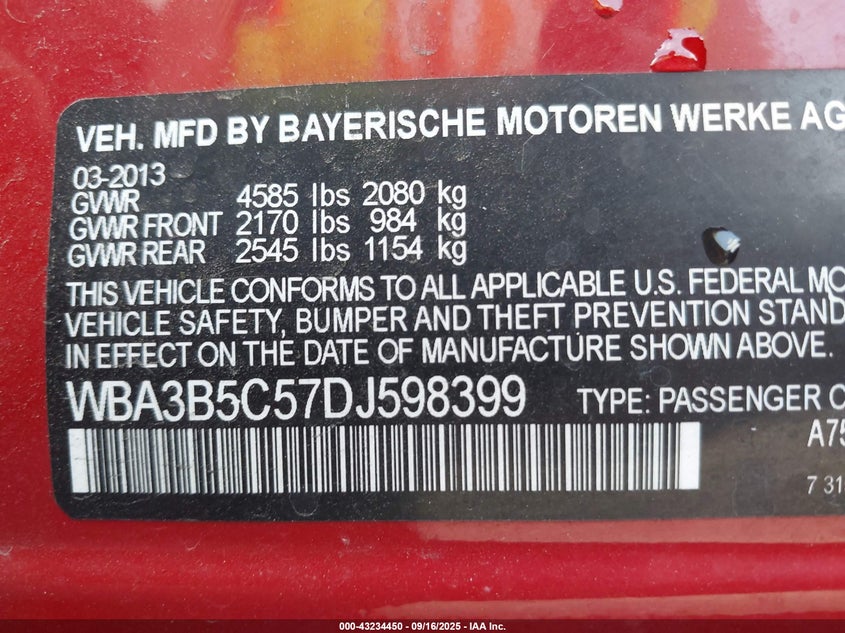 VEH. MFD BY BAYERISCHE MOTOREN WERKE AG
03-2013
GVWR 4585 lbs 2080 kg
GVWR FRONT 2170 lbs 984 kg
GVWR REAR 2545 lbs 1154 kg
THIS VEHICLE CONFORMS TO ALL APPLICABLE U.S. FEDERAL MO
VEHICLE SAFETY, BUMPER AND THEFT PREVENTION STAND
IN EFFECT ON THE DATE OF MANUFACTURE SHOWN ABOVE.
WBA3B5C57DJ598399 TYPE: PASSENGER C
A75
7 31
000-43234450 - 09/16/2025 - IAA Inc.